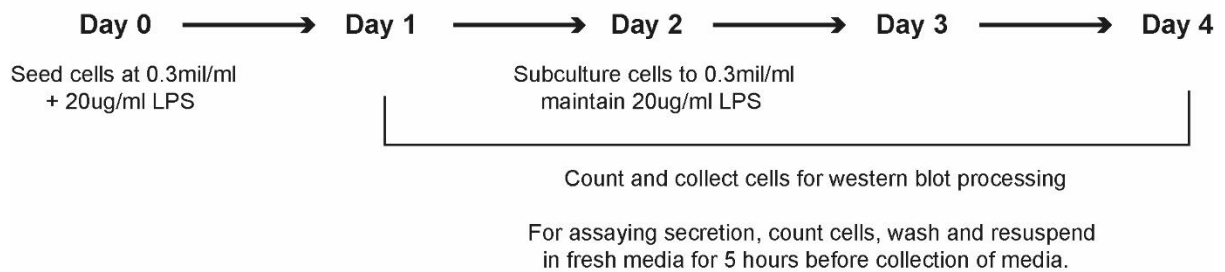 Day 0 Day 1 Day 2 Day 3 Day 4
Seed cells at 0.3mil/ml
+ 20ug/ml LPS
Subculture cells to 0.3mil/ml
maintain 20ug/ml LPS
Count and collect cells for western blot processing
For assaying secretion, count cells, wash and resuspend
in fresh media for 5 hours before collection of media.